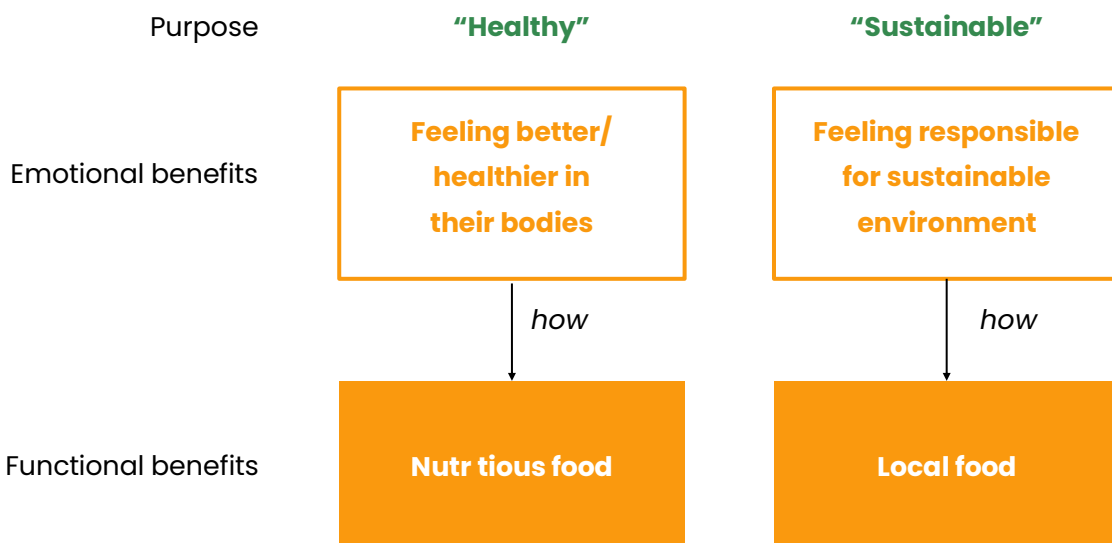 Purpose “Healthy” “Sustainable”
Emotional benefits
Feeling better/
healthier in
their bodies
Feeling responsible
for sustainable
environment
how how
Functional benefits Nutr tious food Local food